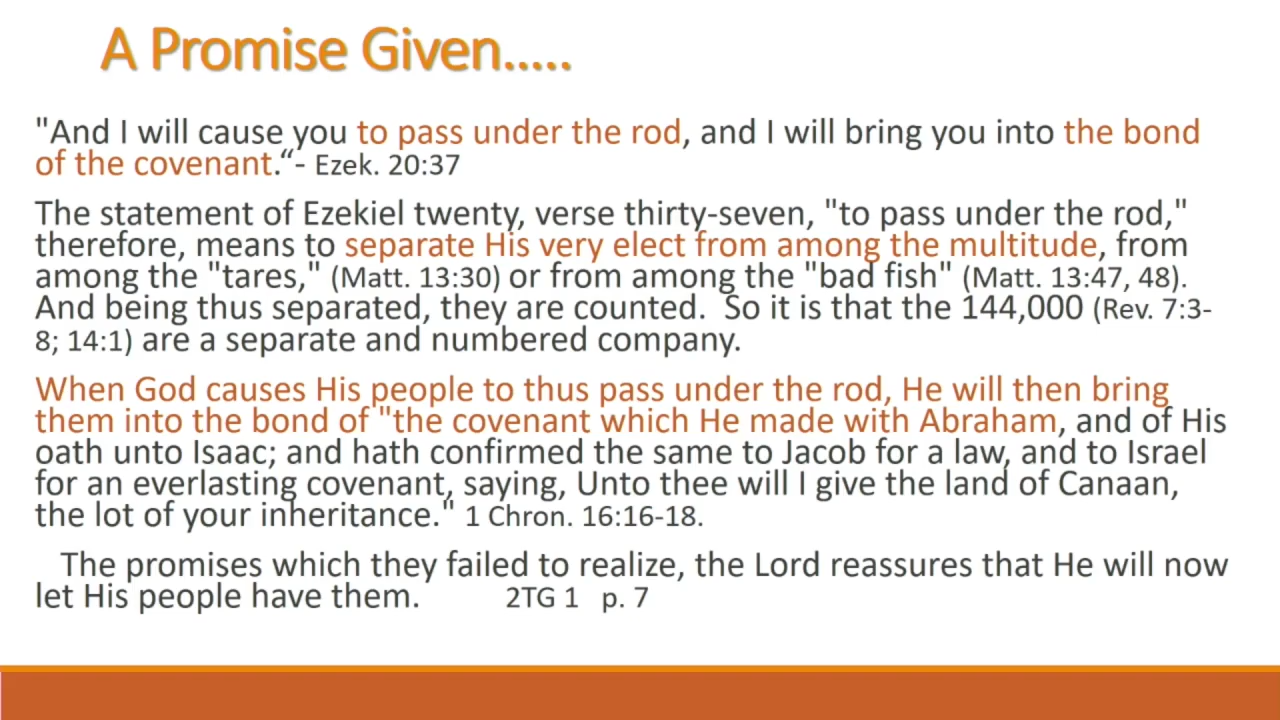 A Promise Given.....
"And I will cause you to pass under the rod, and I will bring you into the bond
of the covenant.“- Ezek. 20:37
The statement of Ezekiel twenty, verse thirty-seven, "to pass under the rod,"
therefore, means to separate His very elect from among the multitude, from
among the "tares," (Matt. 13:30) or from among the "bad fish" (Matt. 13:47, 48).
And being thus separated, they are counted.  So it is that the 144,000 (Rev. 7:3-
8; 14:1) are a separate and numbered company.
When God causes His people to thus pass under the rod, He will then bring
them into the bond of "the covenant which He made with Abraham, and of His
oath unto Isaac; and hath confirmed the same to Jacob for a law, and to Israel
for an everlasting covenant, saying, Unto thee will I give the land of Canaan,
the lot of your inheritance." 1 Chron. 16:16-18.
The promises which they failed to realize, the Lord reassures that He will now
let His people have them. 2TG 1 p. 7